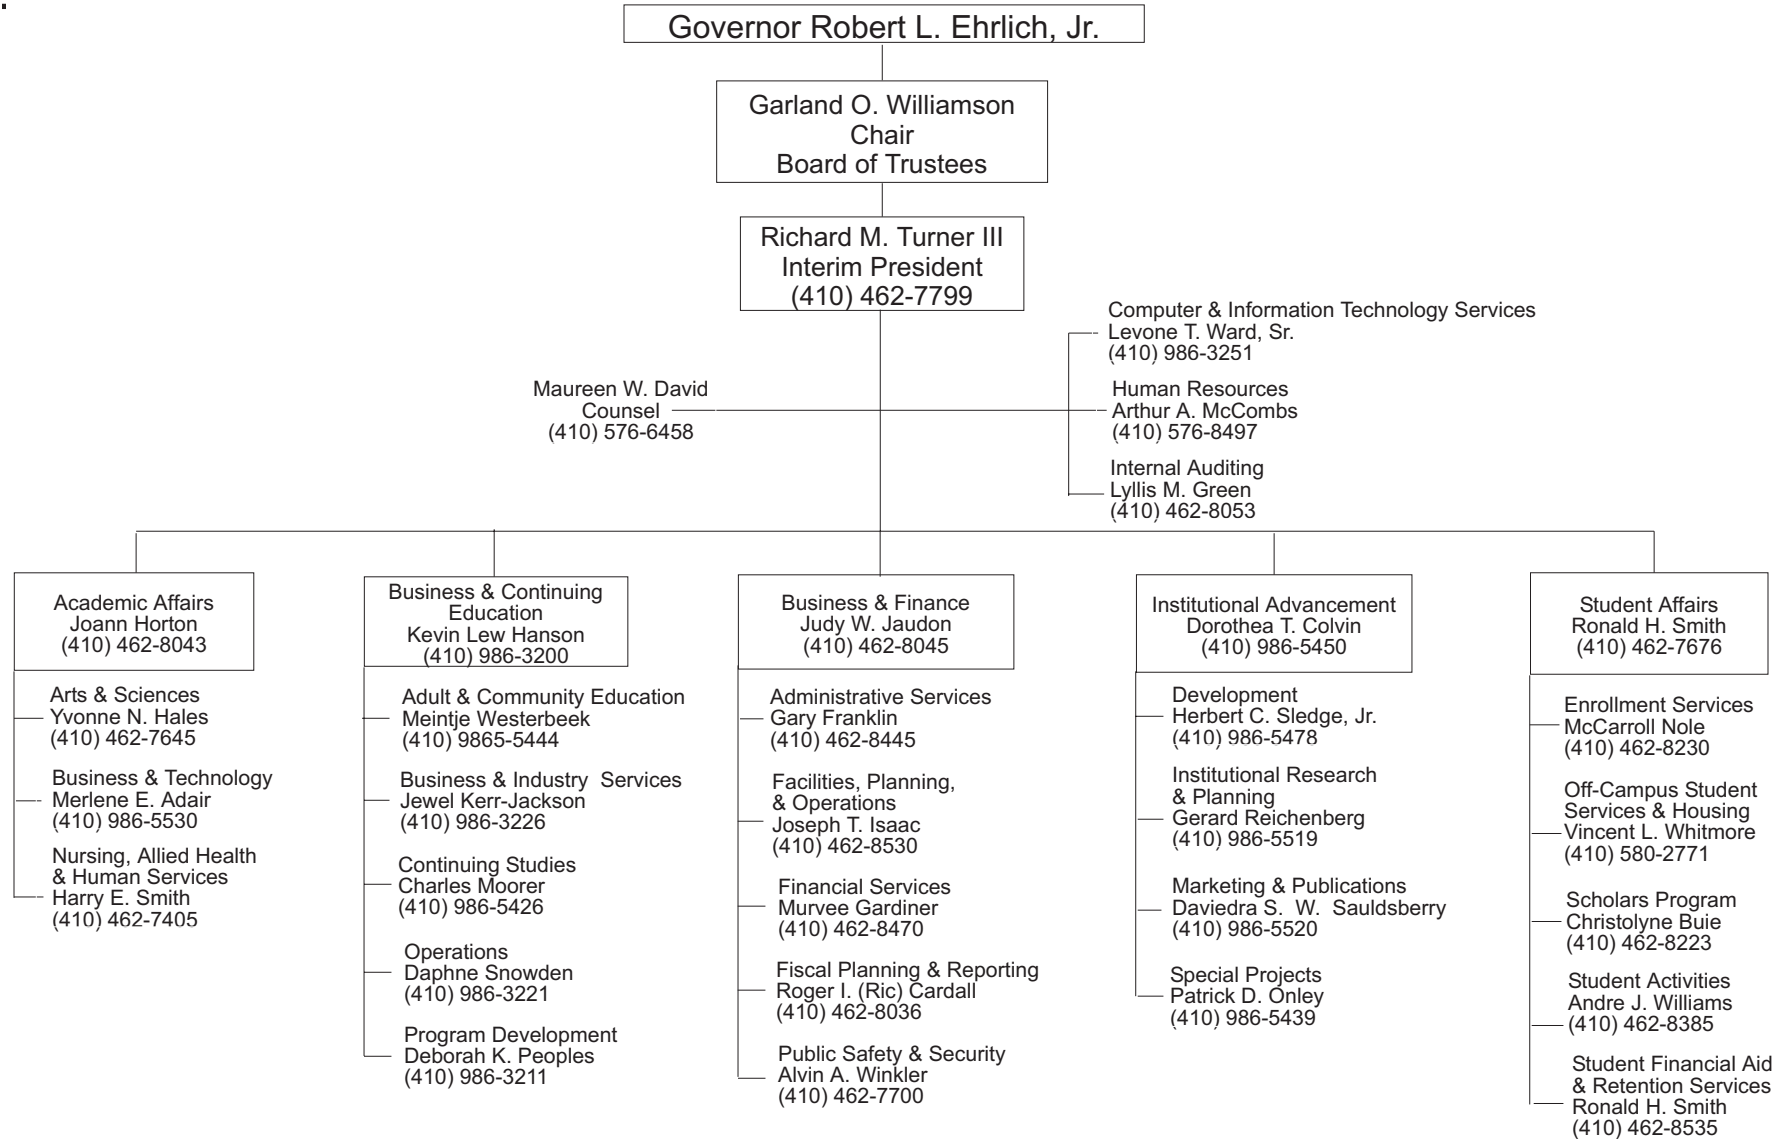 Governor Robert L. Ehrlich, Jr.
Garland O. Williamson
Chair
Board of Trustees
Richard M. Turner III
Interim President
(410) 462-7799
Maureen W. David
Counsel
(410) 576-6458
Computer & Information Technology Services
Levone T. Ward, Sr.
(410) 986-3251
Human Resources
Arthur A. McCombs
(410) 576-8497
Internal Auditing
Lyllis M. Green
(410) 462-8053
Academic Affairs
Joann Horton
(410) 462-8043
Arts & Sciences
Yvonne N. Hales
(410) 462-7645
Business & Technology
Merlene E. Adair
(410) 986-5530
Nursing, Allied Health
& Human Services
Harry E. Smith
(410) 462-7405
Business & Continuing
Education
Kevin Lew Hanson
(410) 986-3200
Adult & Community Education
Meintje Westerbeek
(410) 9865-5444
Business & Industry Services
Jewel Kerr-Jackson
(410) 986-3226
Continuing Studies
Charles Moorer
(410) 986-5426
Operations
Daphne Snowden
(410) 986-3221
Program Development
Deborah K. Peoples
(410) 986-3211
Business & Finance
Judy W. Jaudon
(410) 462-8045
Administrative Services
Gary Franklin
(410) 462-8445
Facilities, Planning,
& Operations
Joseph T. Isaac
(410) 462-8530
Financial Services
Murvee Gardiner
(410) 462-8470
Fiscal Planning & Reporting
Roger I. (Ric) Cardall
(410) 462-8036
Public Safety & Security
Alvin A. Winkler
(410) 462-7700
Institutional Advancement
Dorothea T. Colvin
(410) 986-5450
Development
Herbert C. Sledge, Jr.
(410) 986-5478
Institutional Research
& Planning
Gerard Reichenberg
(410) 986-5519
Marketing & Publications
Daviedra S. W. Sauldsberry
(410) 986-5520
Special Projects
Patrick D. Onley
(410) 986-5439
Student Affairs
Ronald H. Smith
(410) 462-7676
Enrollment Services
McCarroll Nole
(410) 462-8230
Off-Campus Student
Services & Housing
Vincent L. Whitmore
(410) 580-2771
Scholars Program
Christolyne Buie
(410) 462-8223
Student Activities
Andre J. Williams
(410) 462-8385
Student Financial Aid
& Retention Services
Ronald H. Smith
(410) 462-8535